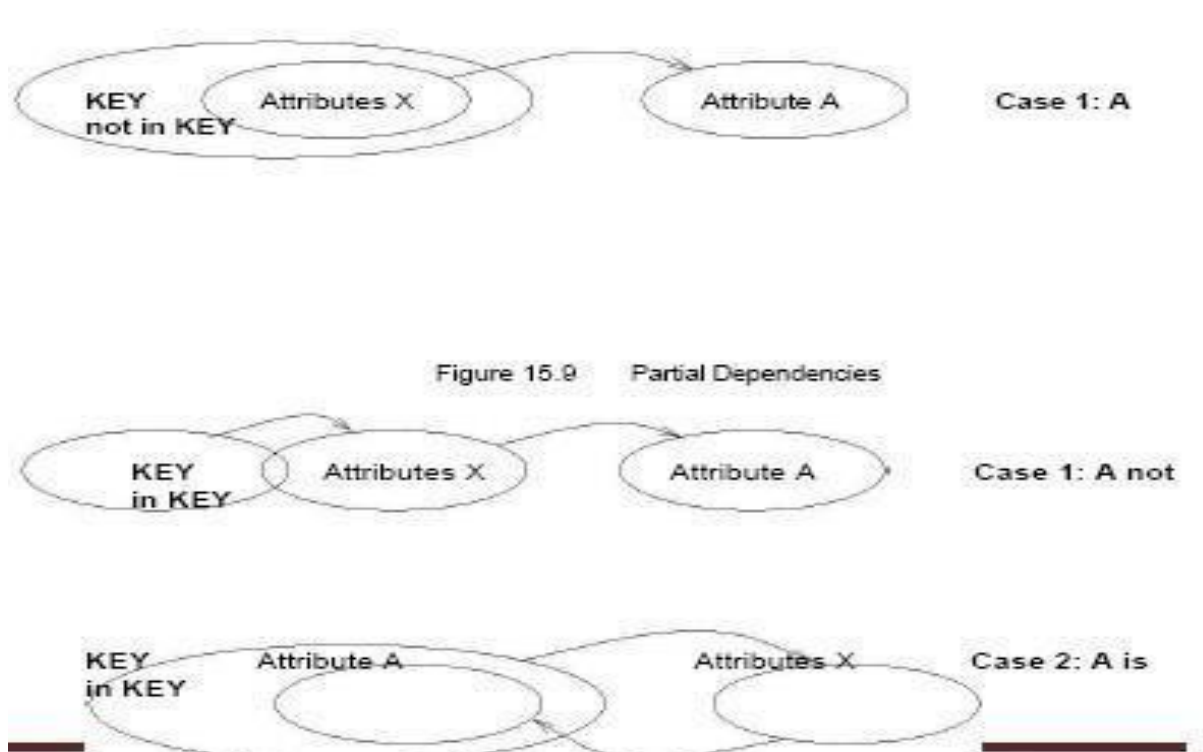 KEY Attributes X Attribute A Case 1: A
not in KEY
Figure 15.9 Partial Dependencies
KEY Attributes X Attribute A Case 1: A not
in KEY
KEY Attribute A Attributes X Case 2: A is
in KEY